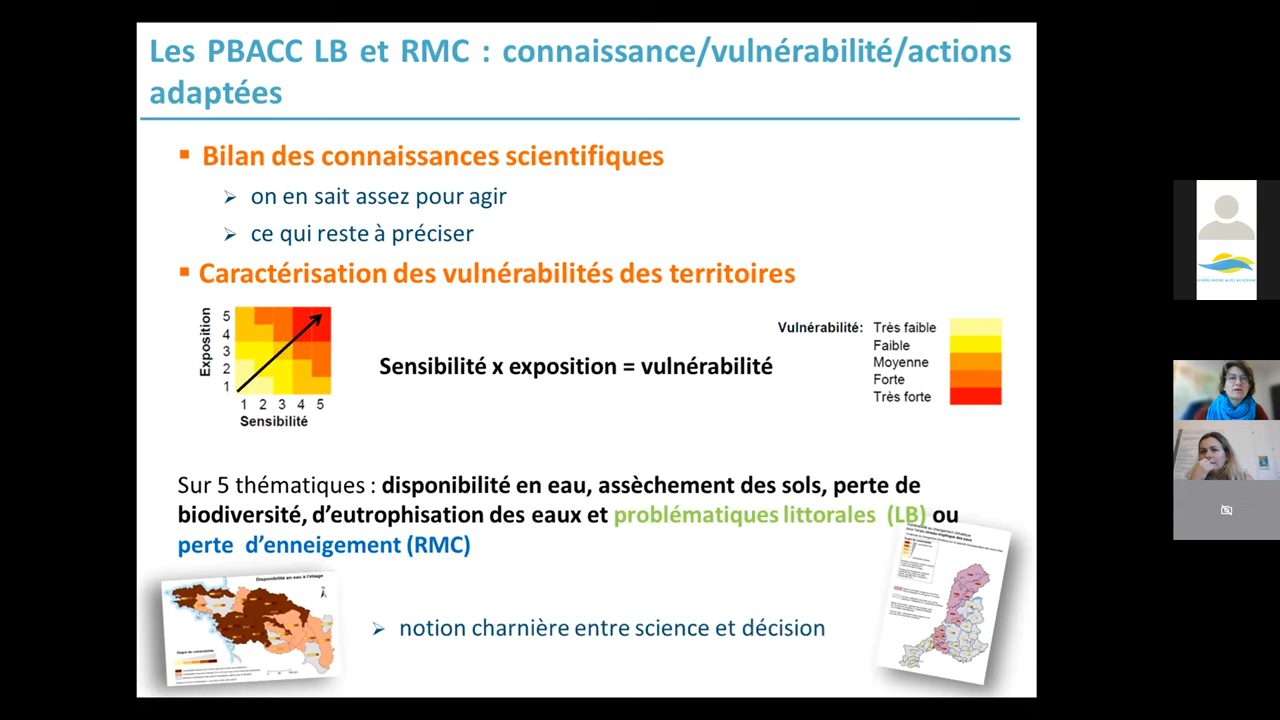 Les PBACC LB et RMC : connaissance/vulnérabilité/actions
adaptées
Bilan des connaissances scientifiques
on en sait assez pour agir
ce qui reste à préciser
Caractérisation des vulnérabilités des territoires
Exposition
5
4
3
2
1
1 2 3 4 5
Sensibilité
Sensibilité x exposition = vulnérabilité
Vulnérabilité:
Très faible
Faible
Moyenne
Forte
Très forte
Sur 5 thématiques : disponibilité en eau, assèchement des sols, perte de
biodiversité, d’eutrophisation des eaux et problématiques littorales (LB) ou
perte d’enneigement (RMC)
Disponibilité en eau à l'étiage
notion charnière entre science et décision